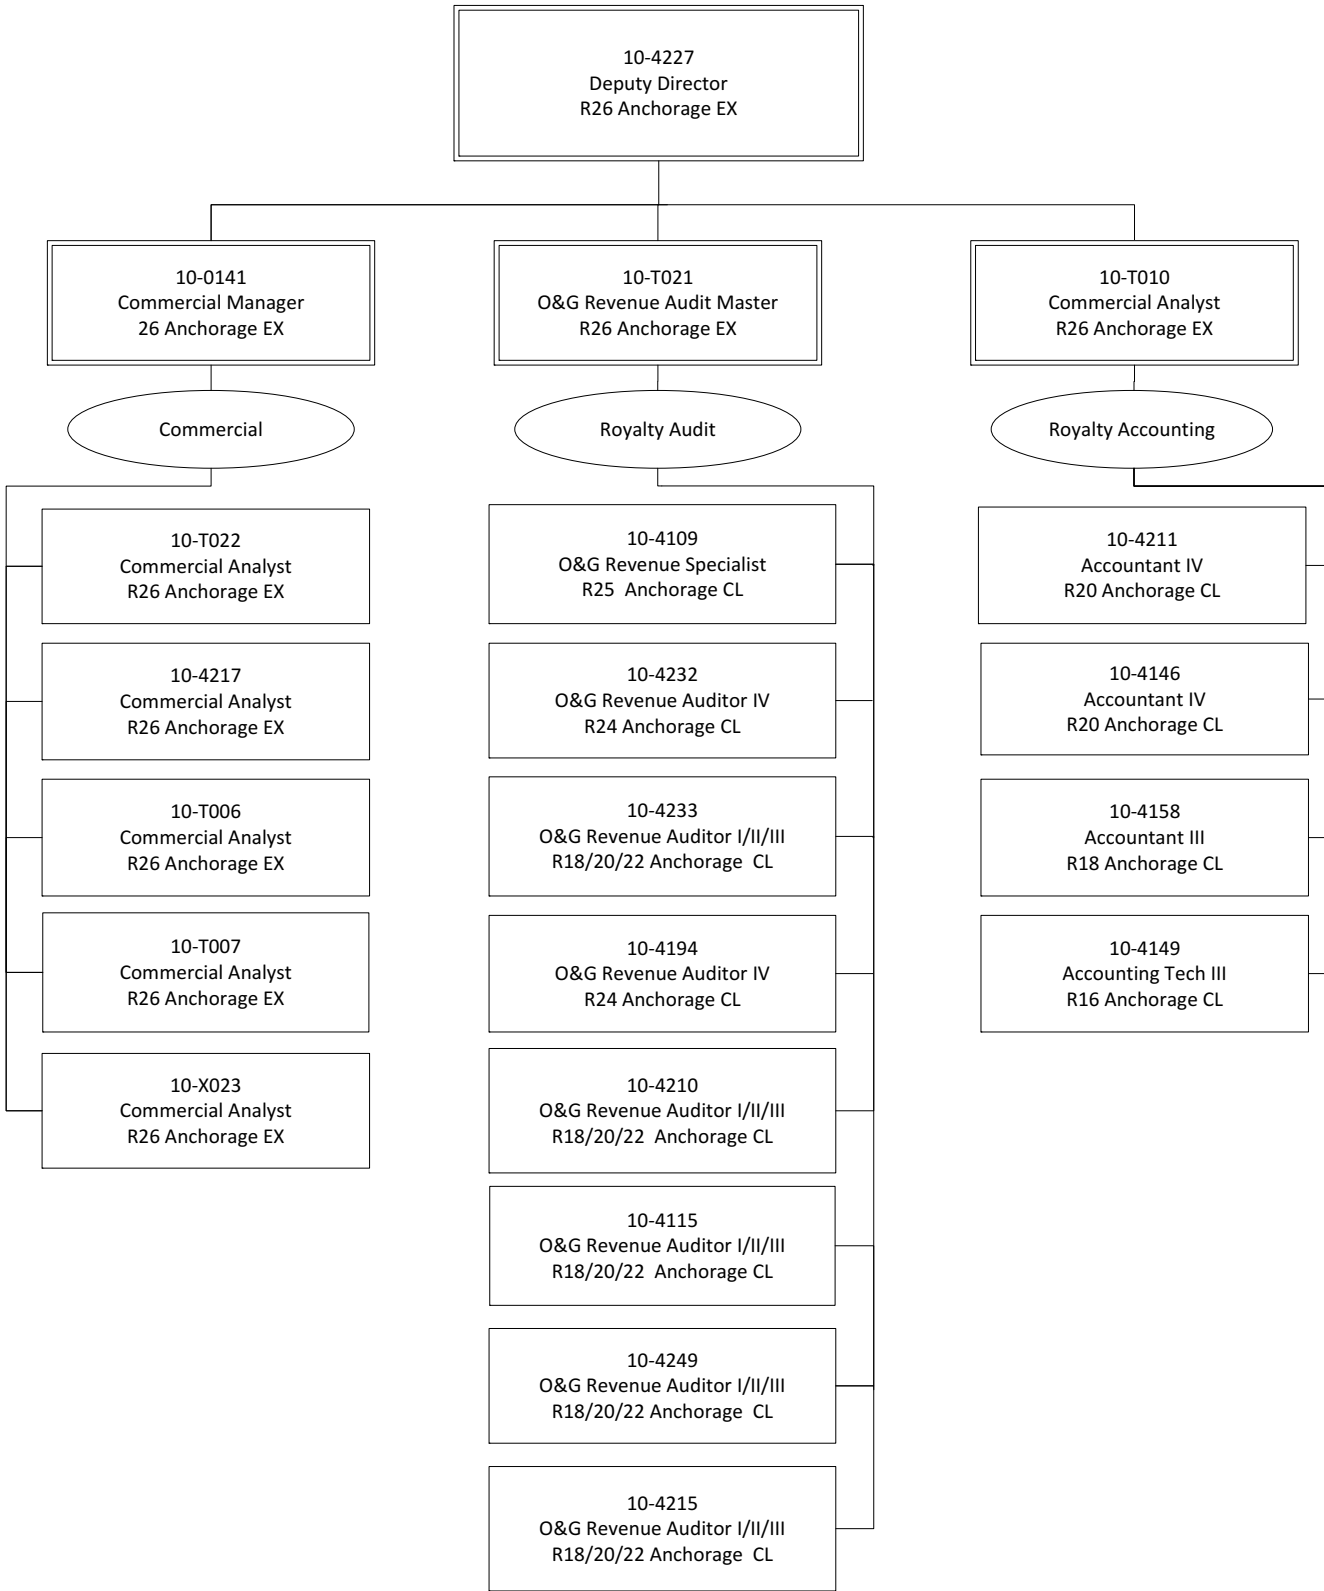 10-4227
Deputy Director
R26 Anchorage EX
10-0141
Commercial Manager
26 Anchorage EX
10-T021
O&G Revenue Audit Master
R26 Anchorage EX
10-T010
Commercial Analyst
R26 Anchorage EX
Commercial
Royalty Audit
Royalty Accounting
10-T022
Commercial Analyst
R26 Anchorage EX
10-4217
Commercial Analyst
R26 Anchorage EX
10-T006
Commercial Analyst
R26 Anchorage EX
10-T007
Commercial Analyst
R26 Anchorage EX
10-X023
Commercial Analyst
R26 Anchorage EX
10-4109
O&G Revenue Specialist
R25  Anchorage CL
10-4232
O&G Revenue Auditor IV
R24 Anchorage CL
10-4233
O&G Revenue Auditor I/II/III
R18/20/22 Anchorage  CL
10-4194
O&G Revenue Auditor IV
R24 Anchorage CL
10-4210
O&G Revenue Auditor I/II/III
R18/20/22  Anchorage CL
10-4115
O&G Revenue Auditor I/II/III
R18/20/22  Anchorage CL
10-4249
O&G Revenue Auditor I/II/III
R18/20/22 Anchorage  CL
10-4215
O&G Revenue Auditor I/II/III
R18/20/22 Anchorage  CL
10-4211
Accountant IV
R20 Anchorage CL
10-4146
Accountant IV
R20 Anchorage CL
10-4158
Accountant III
R18 Anchorage CL
10-4149
Accounting Tech III
R16 Anchorage CL